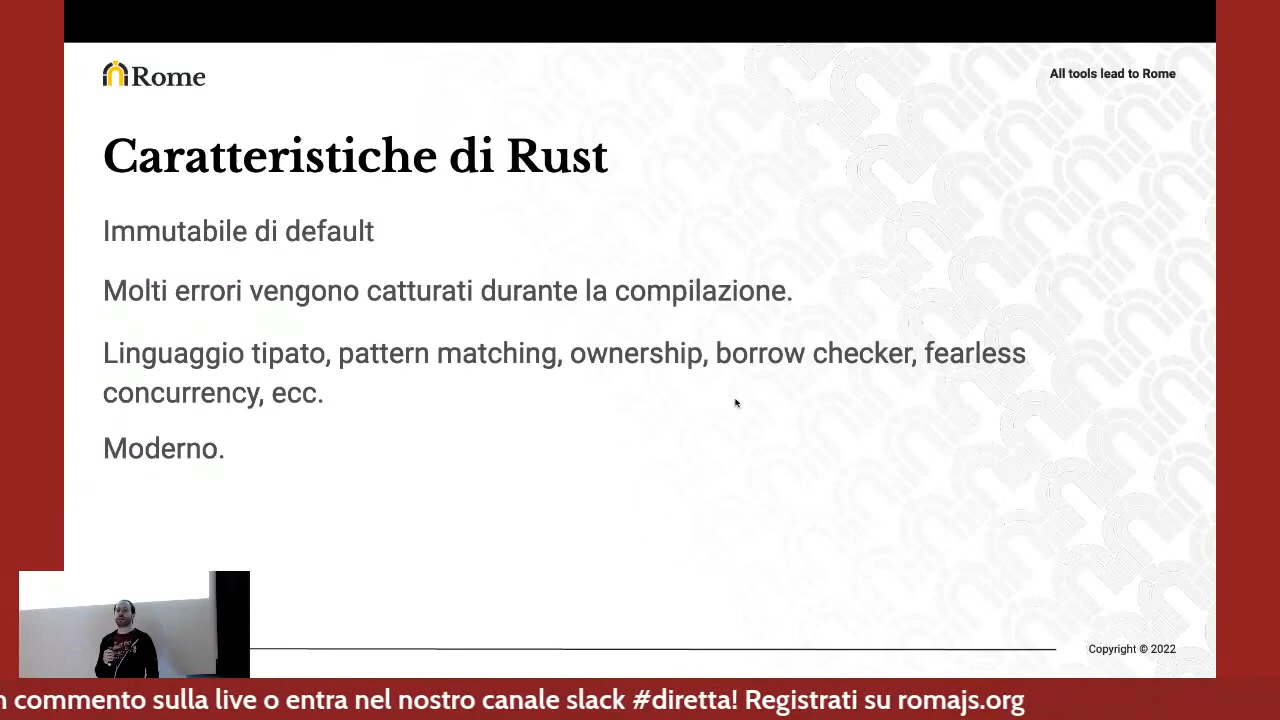 Rome
All tools lead to Rome
Caratteristiche di Rust
Immutabile di default
Molti errori vengono catturati durante la compilazione.
Linguaggio tipato, pattern matching, ownership, borrow checker, fearless
concurrency, ecc.
Moderno.
Copyright © 2022
commento sulla live o entra nel nostro canale slack #diretta! Registrati su romajs.org